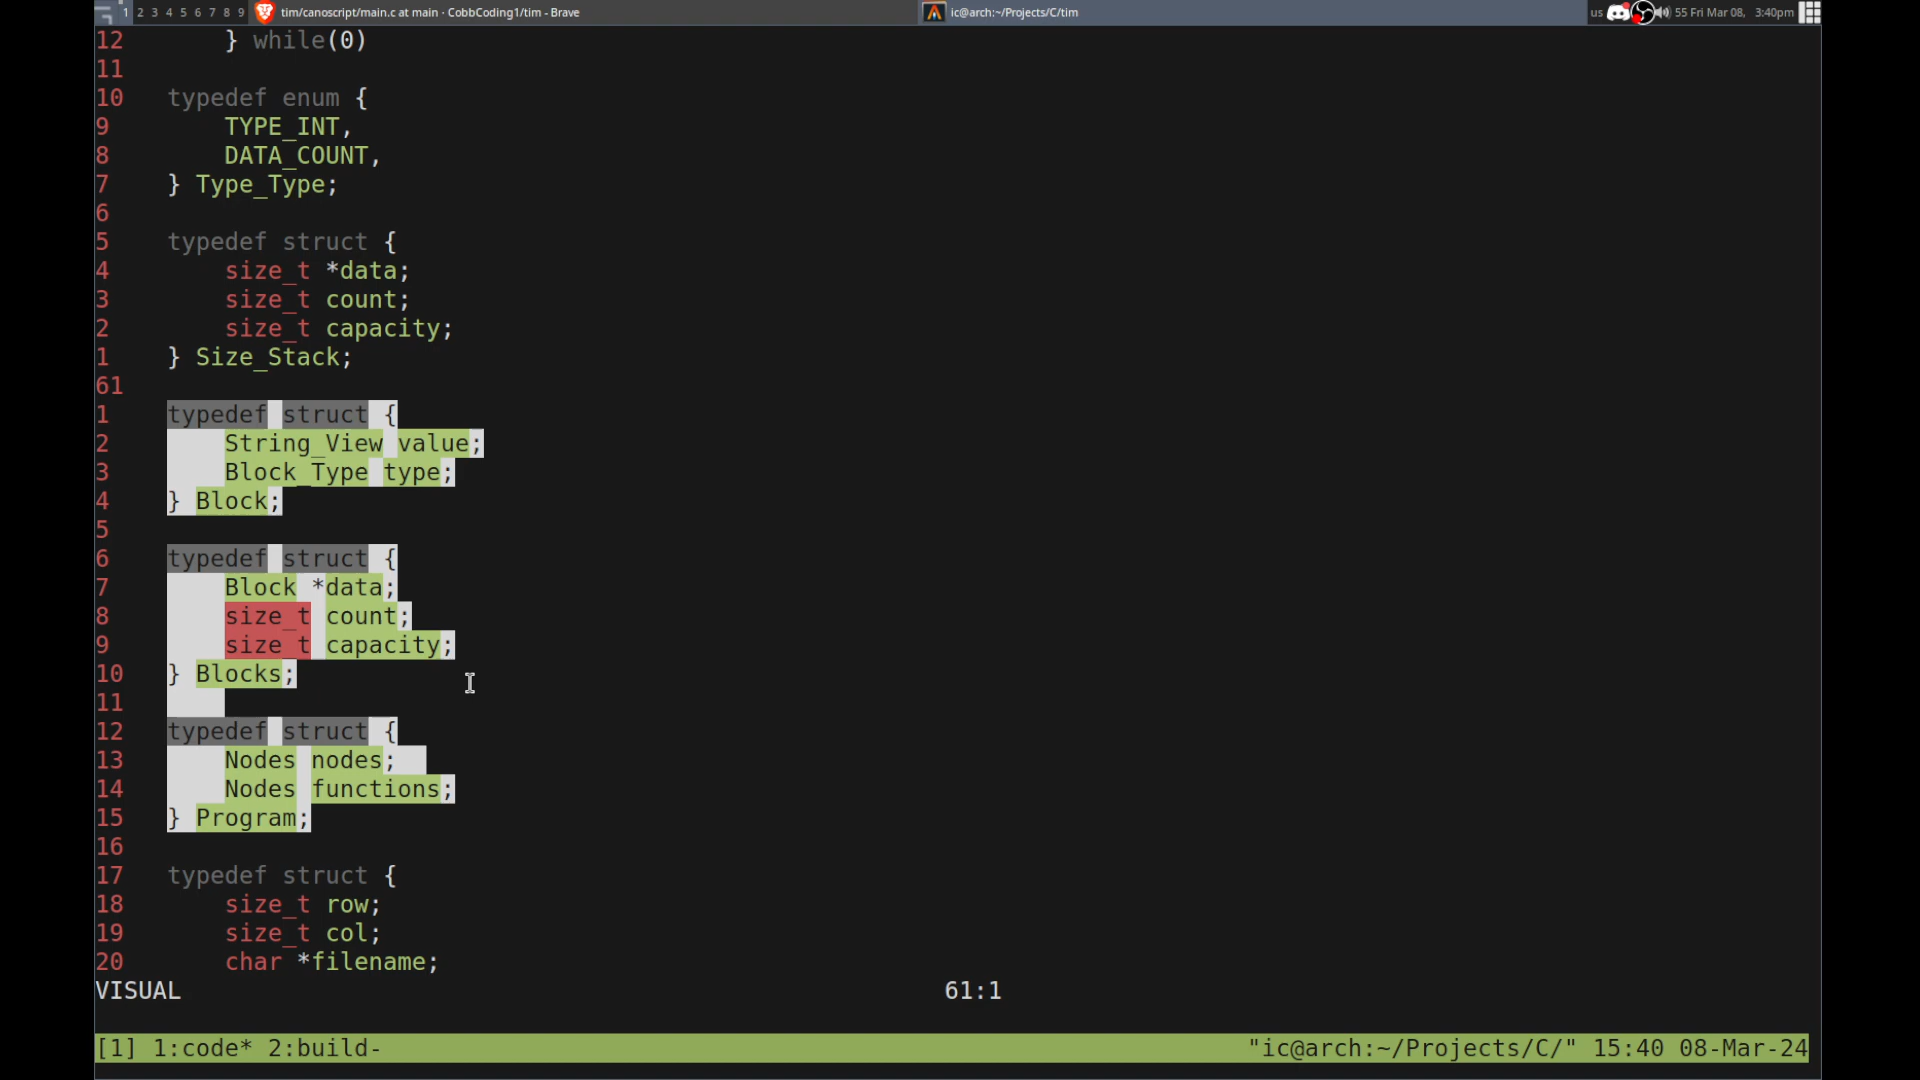 1 2 3 4 5 6 7 8 9 tim/canoscript/main.c at main · CobbCoding1/tim - Brave ic@arch:~/Projects/C/tim us 55 Fri Mar 08, 3:40pm
12 } while(0)
11
10 typedef enum {
9 TYPE_INT,
8 DATA_COUNT,
7 } Type_Type;
6
5 typedef struct {
4 size_t *data;
3 size_t count;
2 size_t capacity;
1 } Size_Stack;
61
1 typedef struct {
2 String_View value;
3 Block_Type type;
4 } Block;
5
6 typedef struct {
7 Block *data;
8 size_t count;
9 size_t capacity;
10 } Blocks;
11
12 typedef struct {
13 Nodes nodes;
14 Nodes functions;
15 } Program;
16
17 typedef struct {
18 size_t row;
19 size_t col;
20 char *filename;
VISUAL 61:1
[1] 1:code* 2:build- "ic@arch:~/Projects/C/" 15:40 08-Mar-24